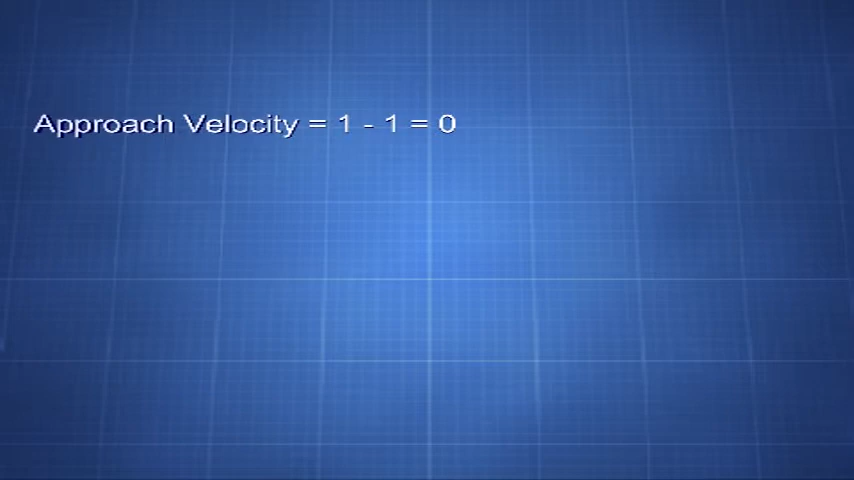 Approach Velocity = 1 - 1 = 0